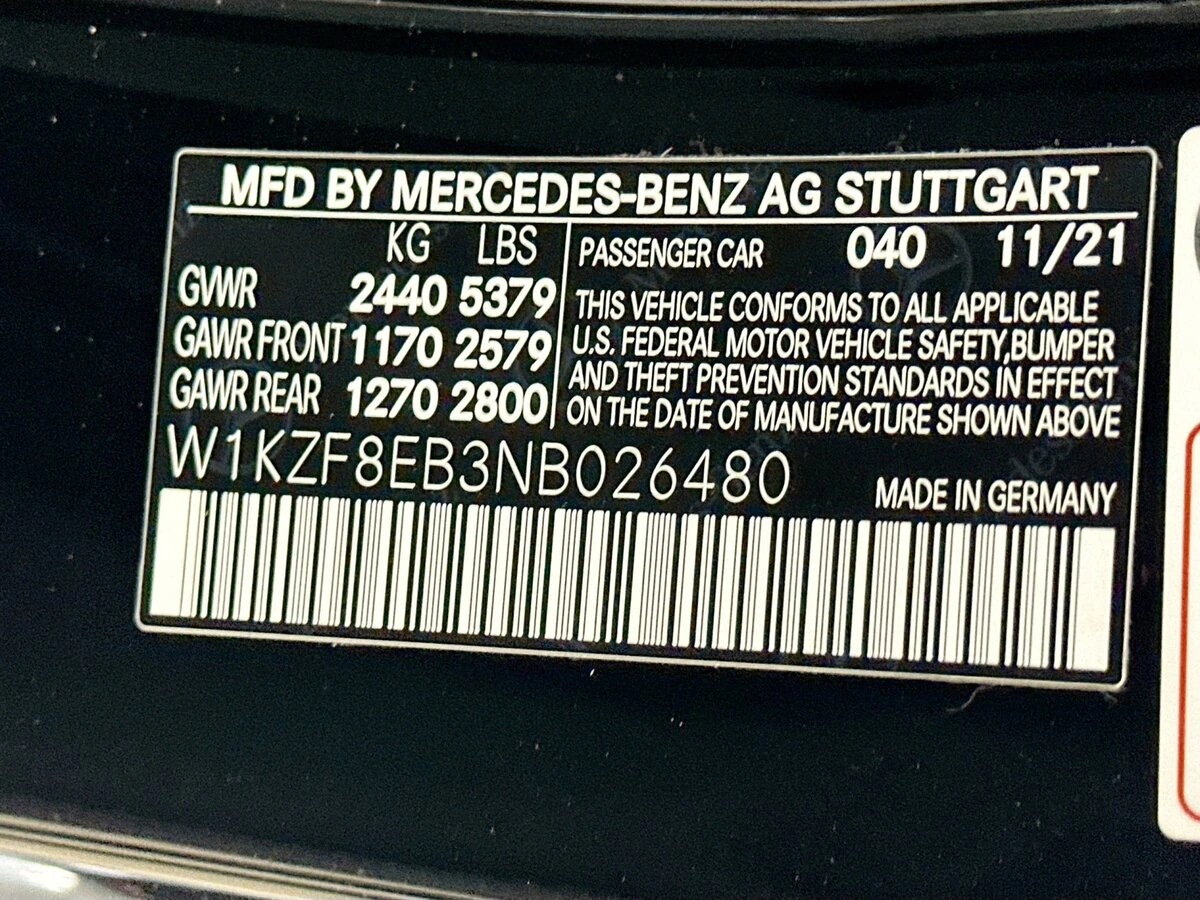 MFD BY MERCEDES-BENZ AG STUTTGART
KG LBS
GVWR 2440 5379
GAWR FRONT 1170 2579
GAWR REAR 1270 2800
PASSENGER CAR 040 11/21
THIS VEHICLE CONFORMS TO ALL APPLICABLE
U.S. FEDERAL MOTOR VEHICLE SAFETY,BUMPER
AND THEFT PREVENTION STANDARDS IN EFFECT
ON THE DATE OF MANUFACTURE SHOWN ABOVE
W1KZF8EB3NB026480
MADE IN GERMANY